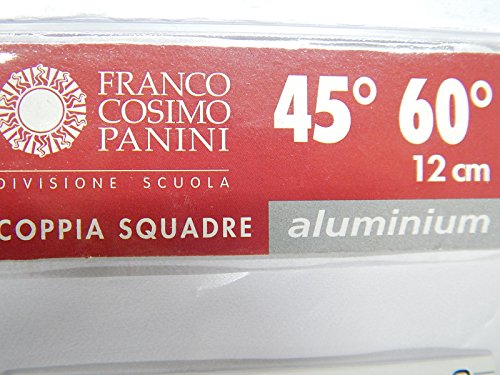 FRANCO
COSIMO
PANINI
DIVISIONE SCUOLA
45° 60°
12 cm
COPPIA SQUADRE
aluminium